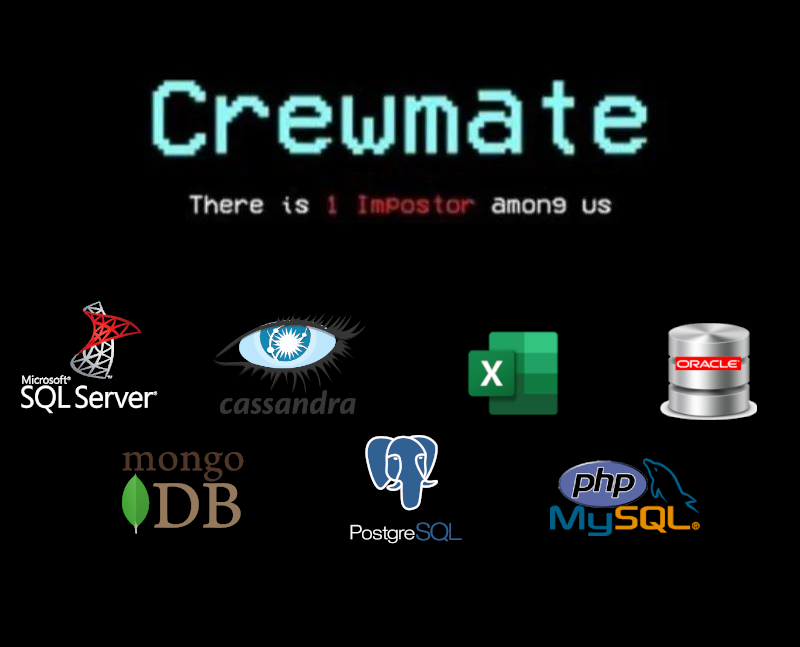 Crewmate
There is 1 Impostor among us
Microsoft®
SQL Server®
cassandra
X
ORACLE®
mongo
DB
PostgreSQL
php
MySQL®